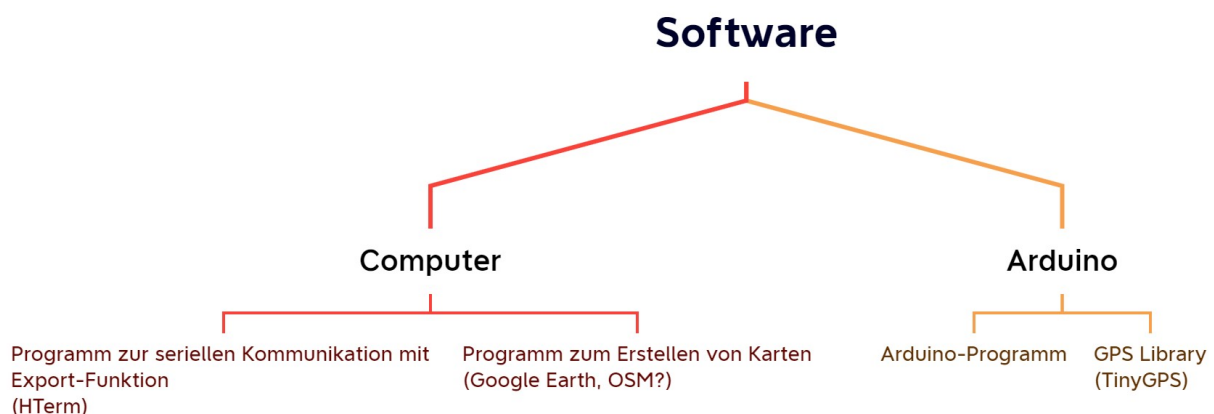 Software
Computer
Arduino
Programm zur seriellen Kommunikation mit
Export-Funktion
(HTerm)
Programm zum Erstellen von Karten
(Google Earth, OSM?)
Arduino-Programm
GPS Library
(TinyGPS)